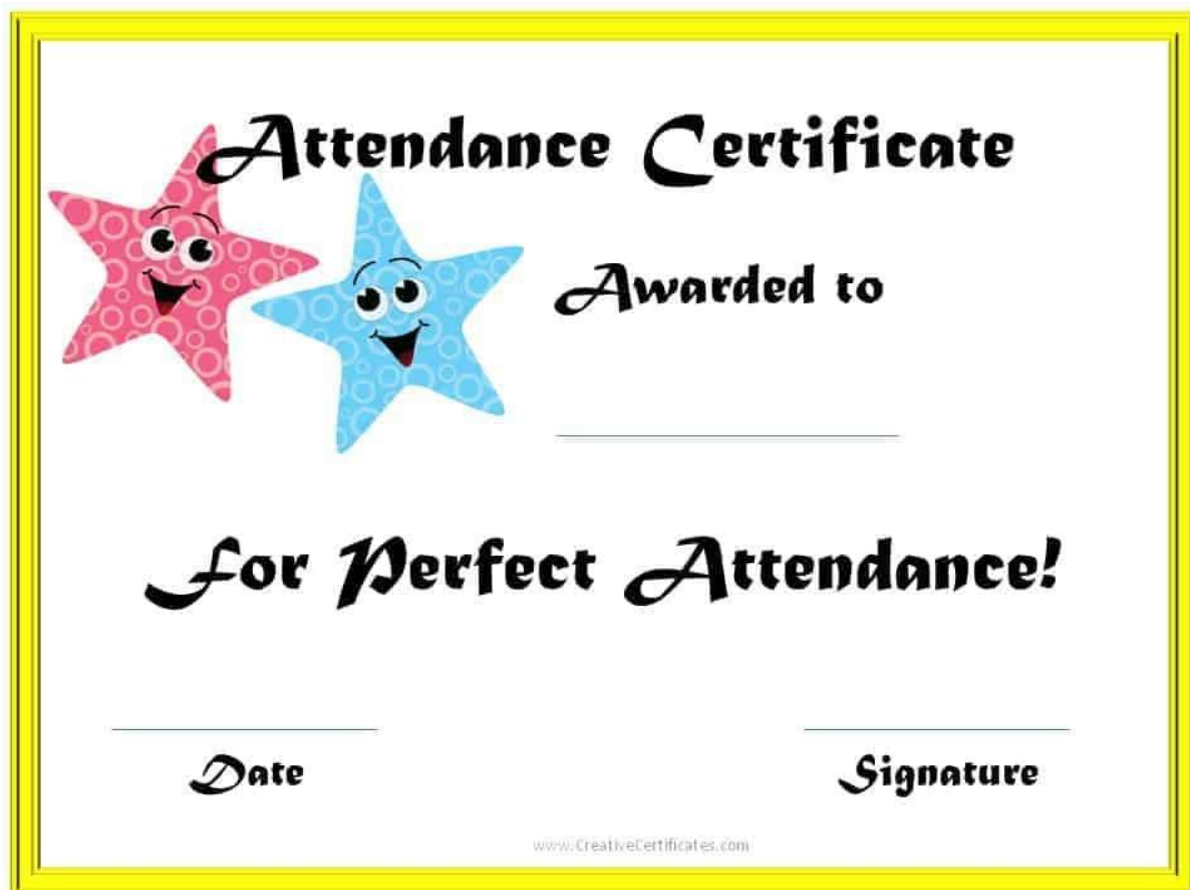 Attendance Certificate
Awarded to
For Perfect Attendance!
Date
Signature
www.CreativeCertificates.com